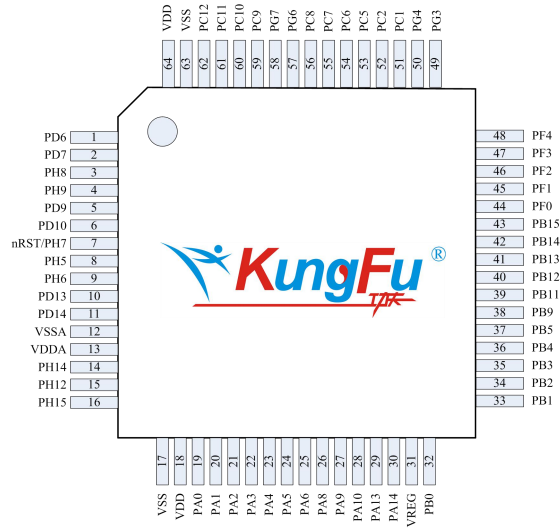 VDD VSS PC12 PC11 PC10 PC9 PG7 PG6 PC8 PC7 PC6 PC5 PC2 PC1 PG4 PG3
64 63 62 61 60 59 58 57 56 55 54 53 52 51 50 49
PD6 1 48 PF4
PD7 2 47 PF3
PH8 3 46 PF2
PH9 4 45 PF1
PD9 5 44 PF0
PD10 6 43 PB15
nRST/PH7 7 42 PB14
PH5 8 41 PB13
PH6 9 40 PB12
PD13 10 39 PB11
PD14 11 38 PB9
VSSA 12 37 PB5
VDDA 13 36 PB4
PH14 14 35 PB3
PH12 15 34 PB2
PH15 16 33 PB1
KungFu ®
17 18 19 20 21 22 23 24 25 26 27 28 29 30 31 32
VSS VDD PA0 PA1 PA2 PA3 PA4 PA5 PA6 PA8 PA9 PA10 PA13 PA14 VREG PB0